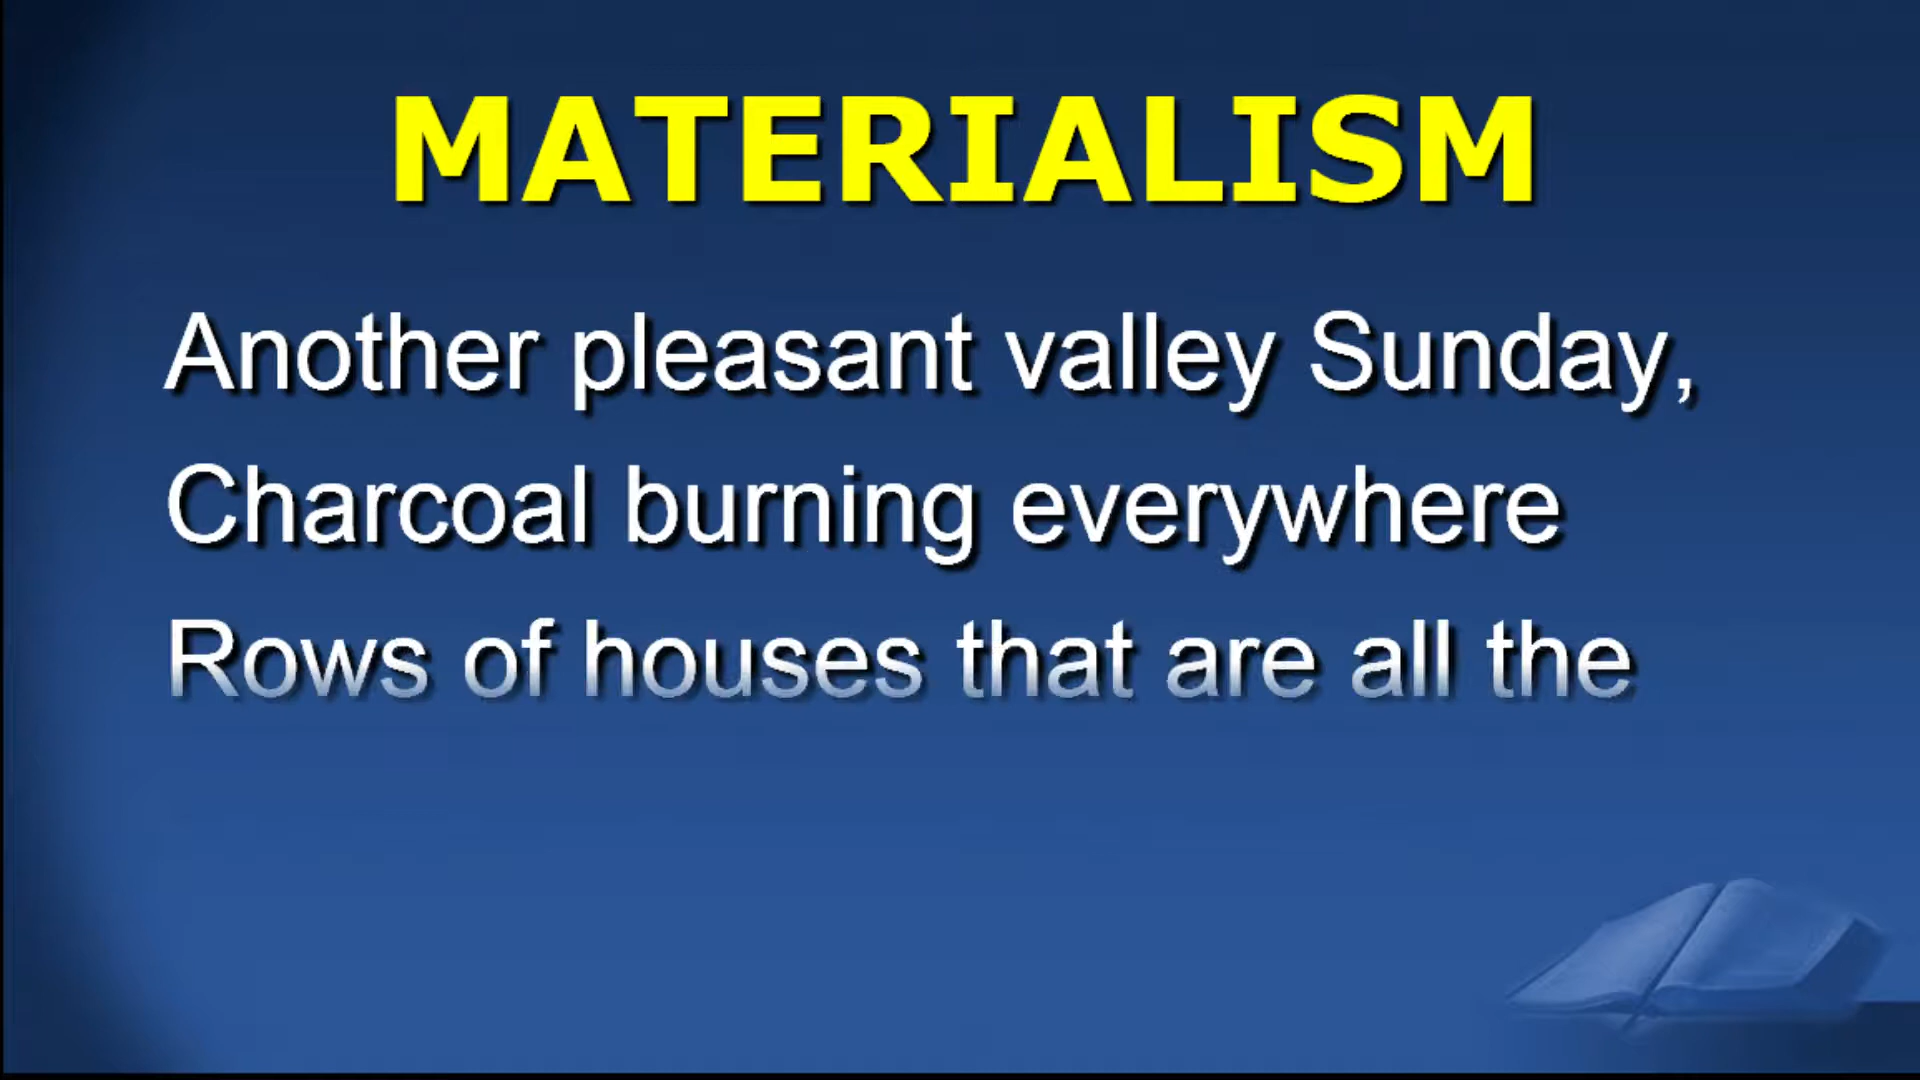 MATERIALISM
Another pleasant valley Sunday,
Charcoal burning everywhere
Rows of houses that are all the